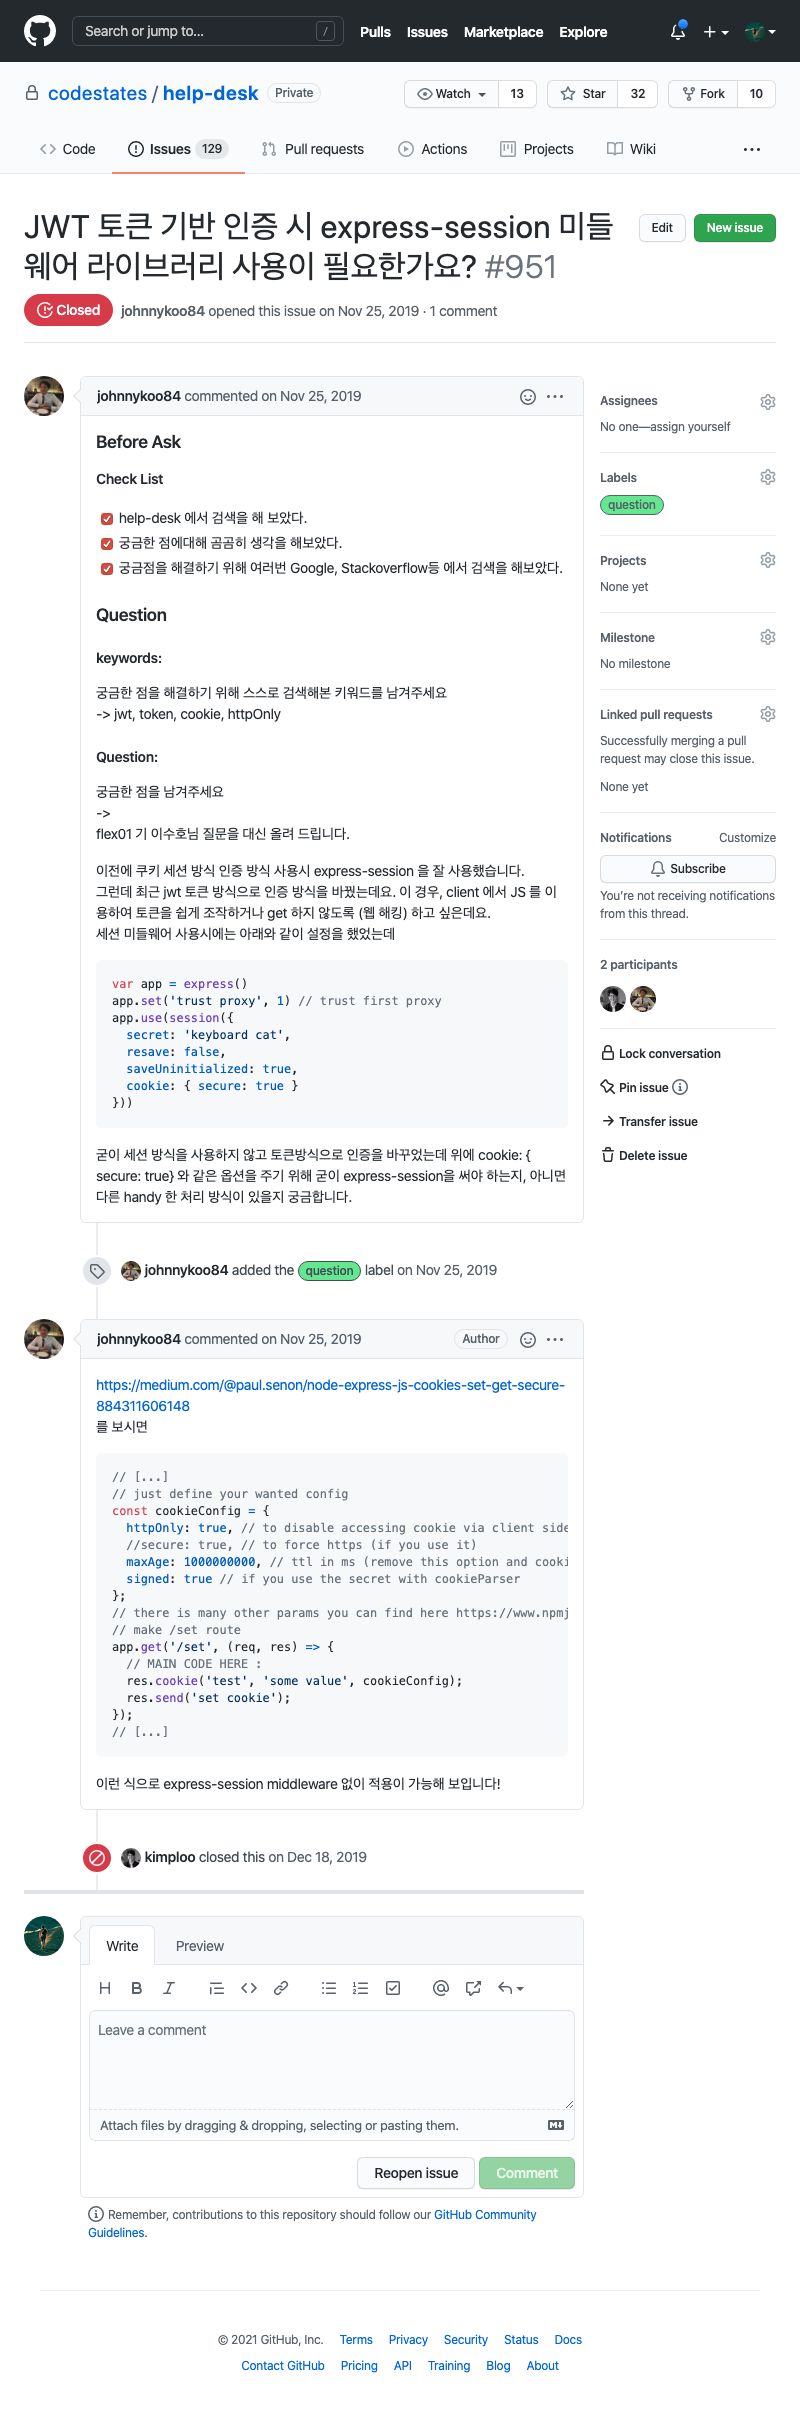 Search or jump to... /
Pulls Issues Marketplace Explore
codestates / help-desk Private
Watch 13 Star 32 Fork 10
Code Issues 129 Pull requests Actions Projects Wiki ...
JWT 토큰 기반 인증 시 express-session 미들
웨어 라이브러리 사용이 필요한가요? #951
Edit New issue
Closed johnnykoo84 opened this issue on Nov 25, 2019 · 1 comment
johnnykoo84 commented on Nov 25, 2019 ...
Before Ask
Check List
help-desk 에서 검색을 해 보았다.
궁금한 점에대해 곰곰히 생각을 해보았다.
궁금점을 해결하기 위해 여러번 Google, Stackoverflow등 에서 검색을 해보았다.
Question
keywords:
궁금한 점을 해결하기 위해 스스로 검색해본 키워드를 남겨주세요
-> jwt, token, cookie, httpOnly
Question:
궁금한 점을 남겨주세요
->
flex01 기 이수호님 질문을 대신 올려 드립니다.
이전에 쿠키 세션 방식 인증 방식 사용시 express-session 을 잘 사용했습니다.
그런데 최근 jwt 토큰 방식으로 인증 방식을 바꿨는데요. 이 경우, client 에서 JS 를 이
용하여 토큰을 쉽게 조작하거나 get 하지 않도록 (웹 해킹) 하고 싶은데요.
세션 미들웨어 사용시에는 아래와 같이 설정을 했었는데
var app = express()
app.set('trust proxy', 1) // trust first proxy
app.use(session({
  secret: 'keyboard cat',
  resave: false,
  saveUninitialized: true,
  cookie: { secure: true }
}))
굳이 세션 방식을 사용하지 않고 토큰방식으로 인증을 바꾸었는데 위에 cookie: {
secure: true} 와 같은 옵션을 주기 위해 굳이 express-session을 써야 하는지, 아니면
다른 handy 한 처리 방식이 있을지 궁금합니다.
Assignees
No one—assign yourself
Labels
question
Projects
None yet
Milestone
No milestone
Linked pull requests
Successfully merging a pull
request may close this issue.
None yet
Notifications Customize
Subscribe
You're not receiving notifications
from this thread.
2 participants
Lock conversation
Pin issue
Transfer issue
Delete issue
johnnykoo84 added the question label on Nov 25, 2019
johnnykoo84 commented on Nov 25, 2019 Author ...
https://medium.com/@paul.senon/node-express-js-cookies-set-get-secure-
884311606148
를 보시면
// [...]
// just define your wanted config
const cookieConfig = {
  httpOnly: true, // to disable accessing cookie via client side
  //secure: true, // to force https (if you use it)
  maxAge: 1000000000, // ttl in ms (remove this option and cooki
  signed: true // if you use the secret with cookieParser
};
// there is many other params you can find here https://www.npmj
// make /set route
app.get('/set', (req, res) => {
  // MAIN CODE HERE :
  res.cookie('test', 'some value', cookieConfig);
  res.send('set cookie');
});
// [...]
이런 식으로 express-session middleware 없이 적용이 가능해 보입니다!
kimploo closed this on Dec 18, 2019
Write Preview
H B I
Leave a comment
Attach files by dragging & dropping, selecting or pasting them.
Reopen issue Comment
Remember, contributions to this repository should follow our GitHub Community
Guidelines.
© 2021 GitHub, Inc. Terms Privacy Security Status Docs
Contact GitHub Pricing API Training Blog About